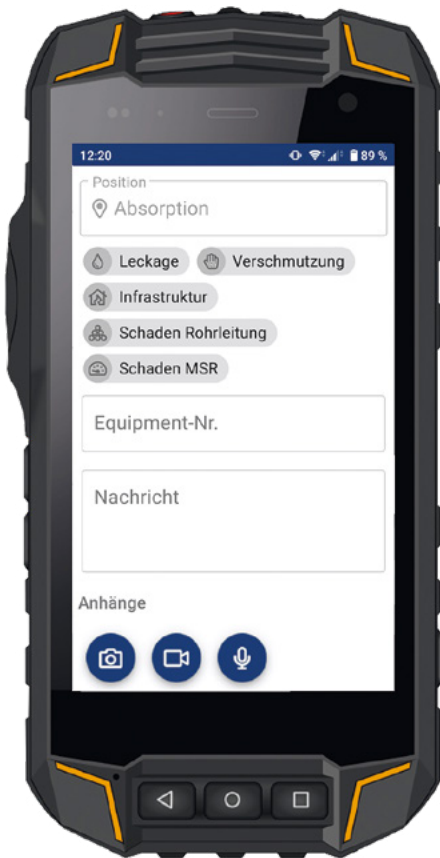 12:20 89 %
Position
Absorption
Leckage Verschmutzung
Infrastruktur
Schaden Rohrleitung
Schaden MSR
Equipment-Nr.
Nachricht
Anhänge